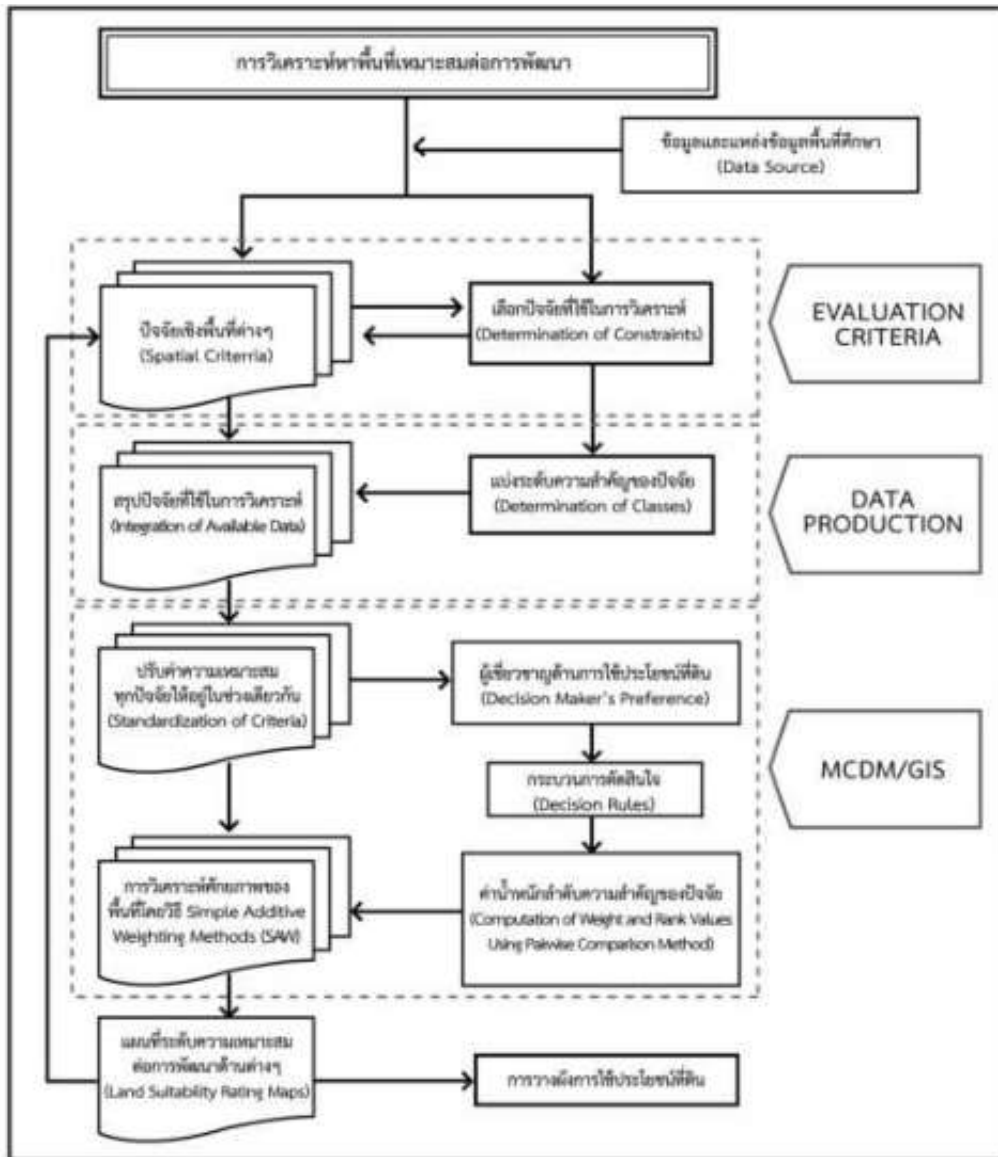 การวิเคราะห์หาพื้นที่เหมาะสมต่อการพัฒนา
ข้อมูลและแหล่งข้อมูลพื้นที่ศึกษา
(Data Source)
ปัจจัยเชิงพื้นที่ต่างๆ
(Spatial Criterria)
เลือกปัจจัยที่ใช้ในการวิเคราะห์
(Determination of Constraints)
EVALUATION
CRITERIA
สรุปปัจจัยที่ใช้ในการวิเคราะห์
(Integration of Available Data)
แบ่งระดับความสำคัญของปัจจัย
(Determination of Classes)
DATA
PRODUCTION
ปรับค่าความเหมาะสม
ทุกปัจจัยให้อยู่ในช่วงเดียวกัน
(Standardization of Criteria)
ผู้เชี่ยวชาญด้านการใช้ประโยชน์ที่ดิน
(Decision Maker's Preference)
กระบวนการตัดสินใจ
(Decision Rules)
MCDM/GIS
การวิเคราะห์ศักยภาพของ
พื้นที่โดยวิธี Simple Additive
Weighting Methods (SAW)
ค่าน้ำหนักลำดับความสำคัญของปัจจัย
(Computation of Weight and Rank Values
Using Pairwise Comparison Method)
แผนที่ระดับความเหมาะสม
ต่อการพัฒนาด้านต่างๆ
(Land Suitability Rating Maps)
การวางผังการใช้ประโยชน์ที่ดิน